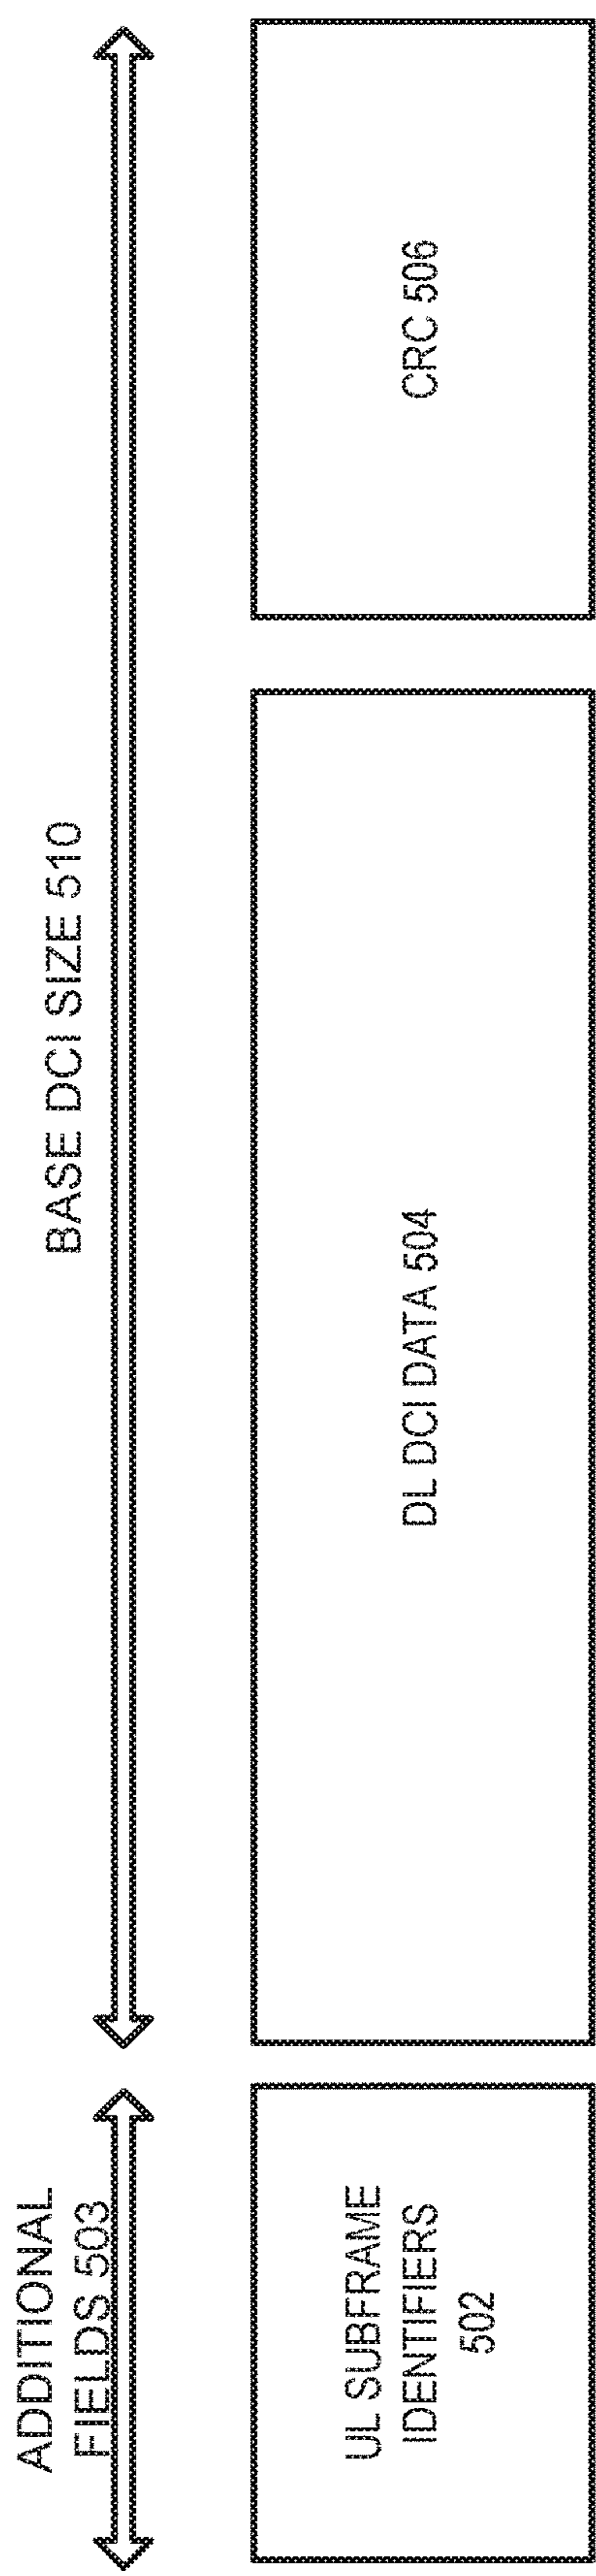 ADDITIONAL
FIELDS 503
BASE DCI SIZE 510
UL SUBFRAME
IDENTIFIERS
502
DL DCI DATA 504
CRC 506